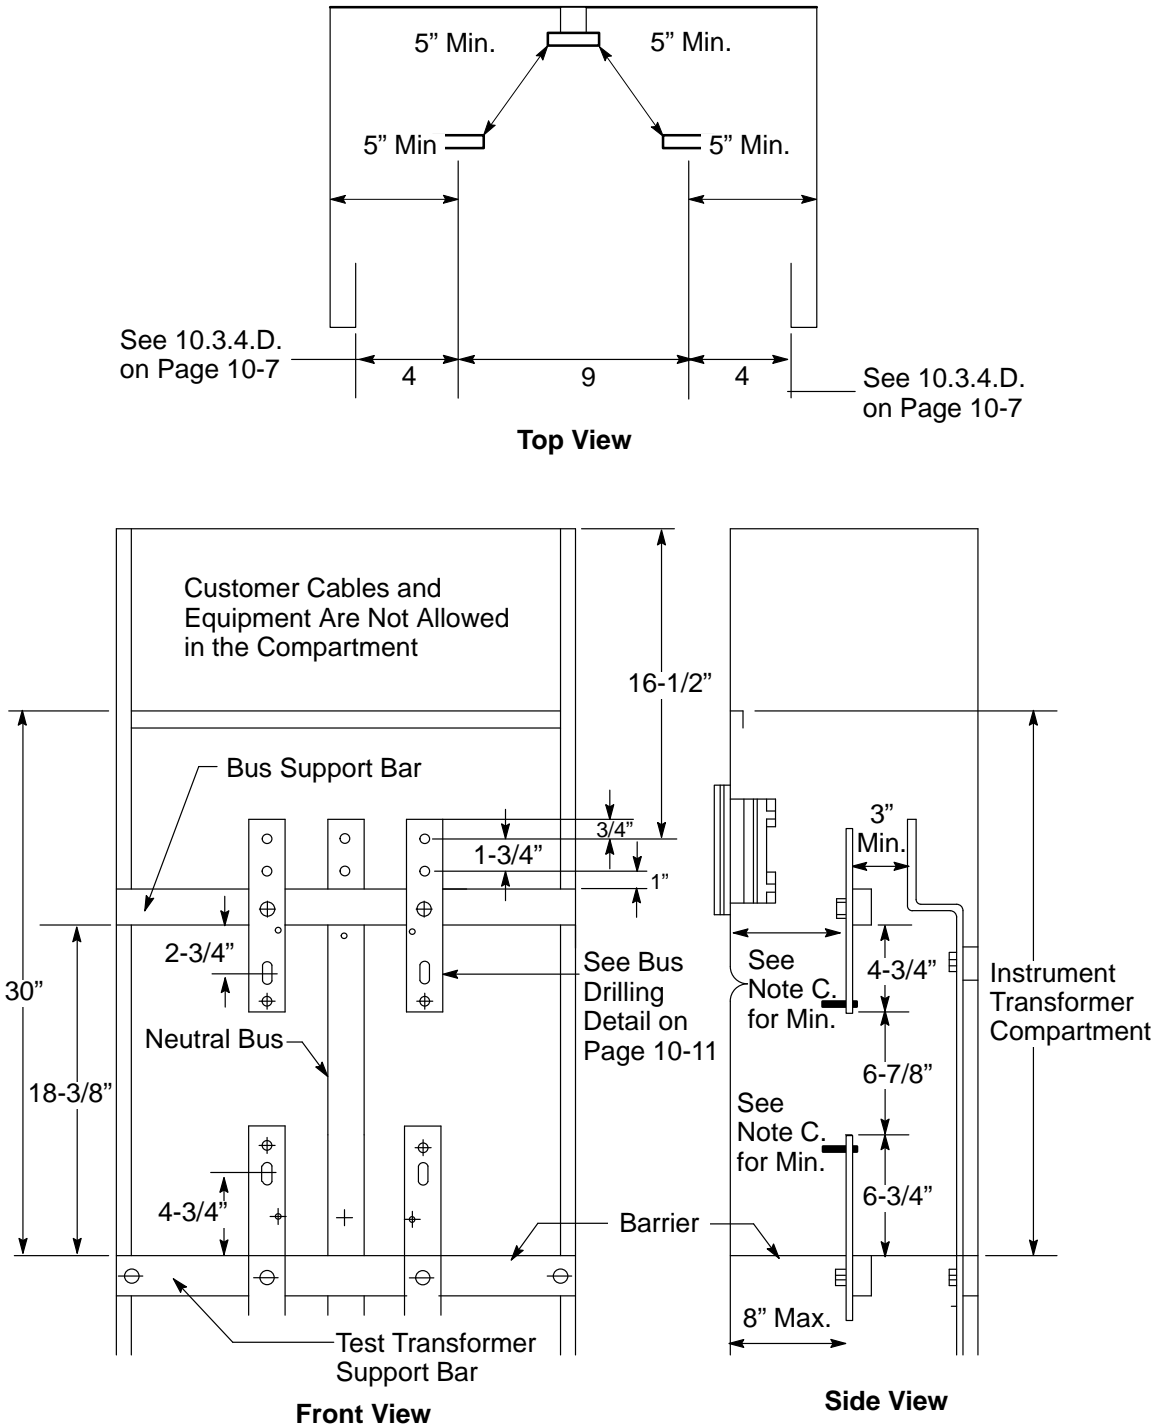 5” Min.
5” Min.
5” Min
5” Min.
See 10.3.4.D.
on Page 10-7
4
9
4
See 10.3.4.D.
on Page 10-7
Top View
Customer Cables and
Equipment Are Not Allowed
in the Compartment
16-1/2”
Bus Support Bar
3/4”
1-3/4”
1”
3”
Min.
2-3/4”
30”
See Bus
Drilling
Detail on
Page 10-11
See
Note C.
for Min.
4-3/4”
Instrument
Transformer
Compartment
Neutral Bus
18-3/8”
6-7/8”
See
Note C.
for Min.
4-3/4”
6-3/4”
Barrier
8” Max.
Test Transformer
Support Bar
Front View
Side View